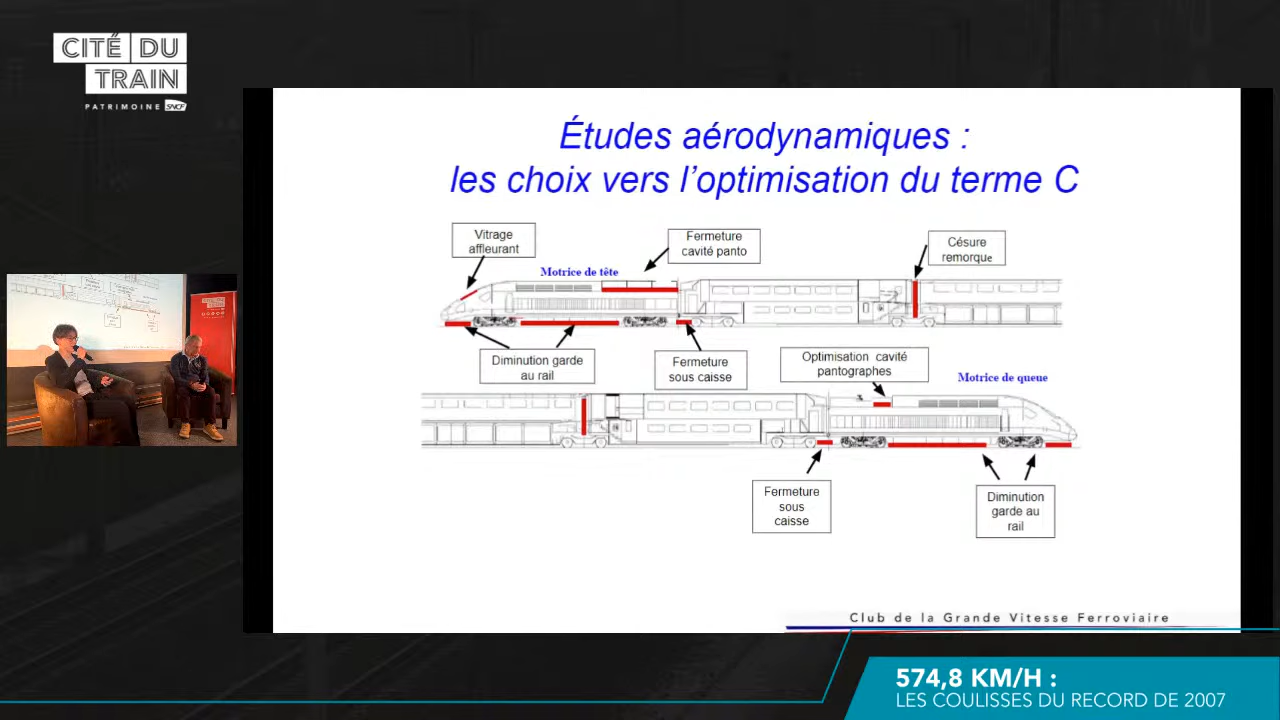 CITÉ DU
TRAIN
PATRIMOINE SNCF
Études aérodynamiques :
les choix vers l’optimisation du terme C
Vitrage
affleurant
Motrice de tête
Fermeture
cavité panto
Césure
remorque
Diminution garde
au rail
Fermeture
sous caisse
Optimisation cavité
pantographes
Motrice de queue
Fermeture
sous
caisse
Diminution
garde au
rail
Club de la Grande Vitesse Ferroviaire
574,8 KM/H :
LES COULISSES DU RECORD DE 2007